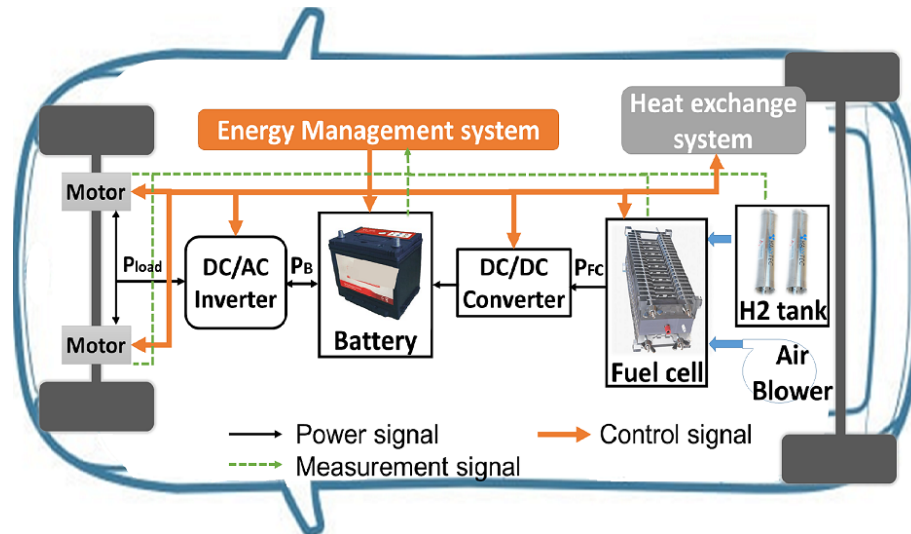 Energy Management system
Heat exchange
system
Motor
Pload
DC/AC
Inverter
PB
Battery
DC/DC
Converter
PFC
Fuel cell
H2 tank
Air
Blower
Motor
Power signal
Control signal
Measurement signal